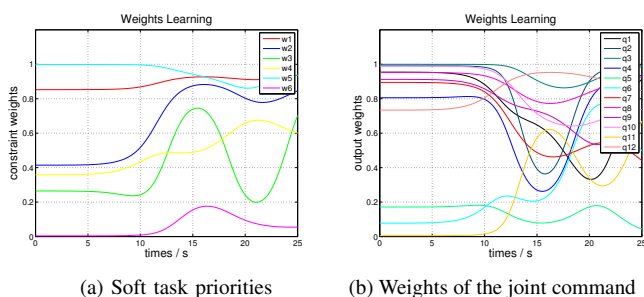 Weights Learning
constraint weights
1
0.8
0.6
0.4
0.2
0
0 5 10 15 20 25
times / s
w1
w2
w3
w4
w5
w6
(a) Soft task priorities
Weights Learning
output weights
1
0.8
0.6
0.4
0.2
0
0 5 10 15 20 25
times / s
q1
q2
q3
q4
q5
q6
q7
q8
q9
q10
q11
q12
(b) Weights of the joint command